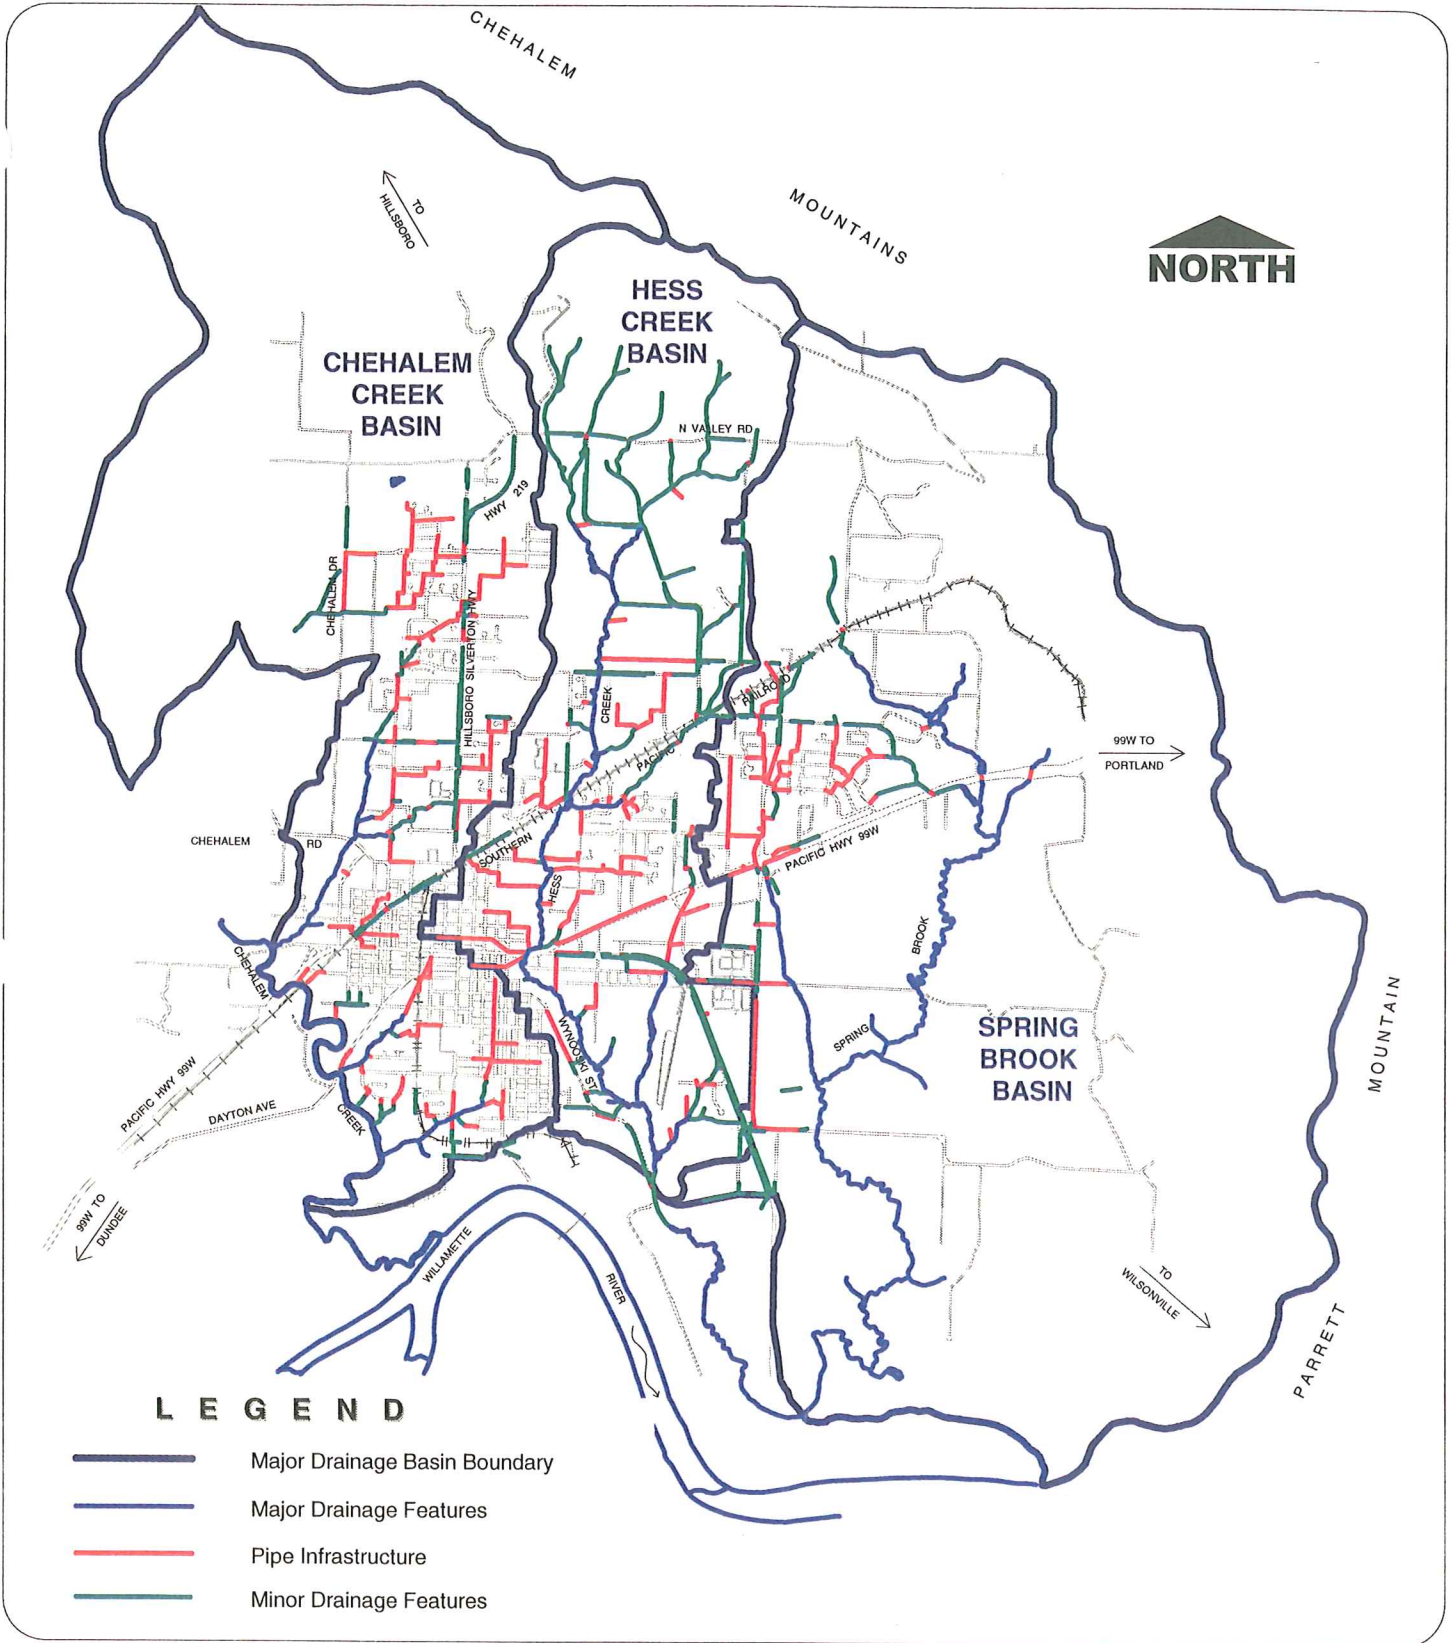 CHEHALEM
MOUNTAINS
TO
HILLSBORO
NORTH
HESS
CREEK
BASIN
CHEHALEM
CREEK
BASIN
N VALLEY RD
HWY 219
CHEHALEM DR
HILLSBORO SILVERTON HWY
CREEK
RAILROAD
PACIFIC
99W TO
PORTLAND
CHEHALEM RD
SOUTHERN
PACIFIC HWY 99W
HESS
BROOK
CHEHALEM
MOUNTAIN
SPRING
BROOK
BASIN
SPRING
WYNOOSKI ST
PACIFIC HWY 99W
DAYTON AVE
CREEK
99W TO
DUNDEE
WILLAMETTE
RIVER
TO
WILSONVILLE
PARRETT
LEGEND
Major Drainage Basin Boundary
Major Drainage Features
Pipe Infrastructure
Minor Drainage Features